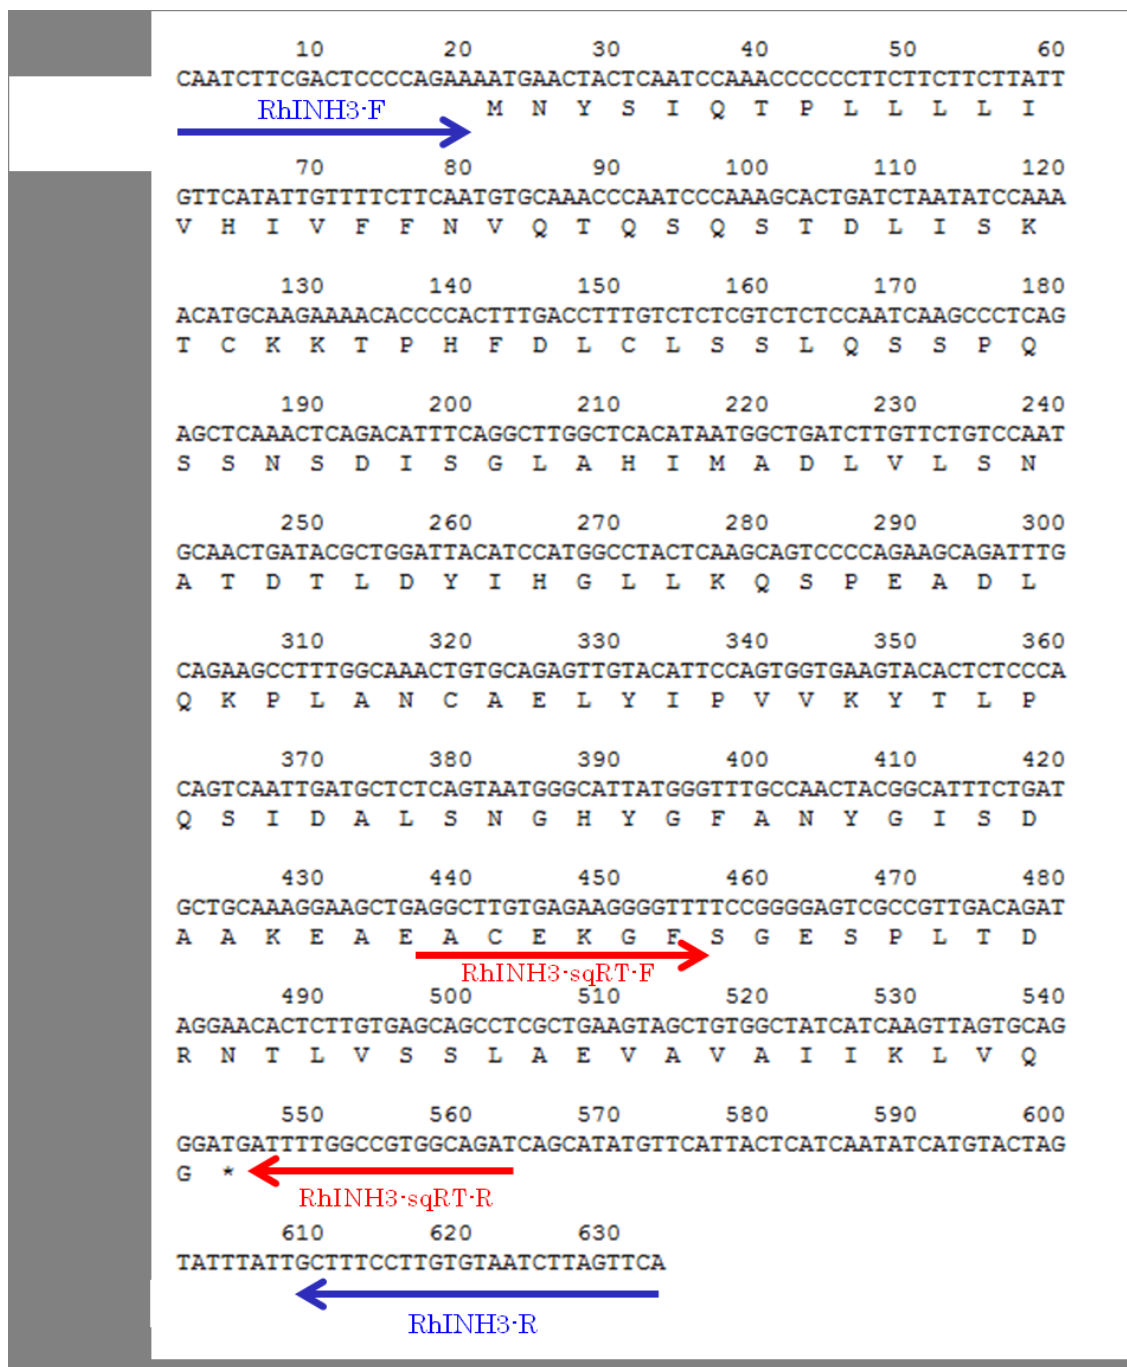 10 20 30 40 50 60
CAATCTTCGACTCCCCAGAAAATGAACTACTCAATCCAAACCCCCCTTCTTCTTCTTATT
RhINH3-F M N Y S I Q T P L L L L I
70 80 90 100 110 120
GTTCATATTGTTTTCTTCAATGTGCAAACCCAATCCCAAAGCACTGATCTAATATCCAAA
V H I V F F N V Q T Q S Q S T D L I S K
130 140 150 160 170 180
ACATGCAAGAAAACACCCCACTTTGACCTTTGTCTCTCGTCTCTCCAATCAAGCCCTCAG
T C K K T P H F D L C L S S L Q S S P Q
190 200 210 220 230 240
AGCTCAAACTCAGACATTTCAGGCTTGGCTCACATAATGGCTGATCTTGTTCTGTCCAAT
S S N S D I S G L A H I M A D L V L S N
250 260 270 280 290 300
GCAACTGATACGCTGGATTACATCCATGGCCTACTCAAGCAGTCCCCAGAAGCAGATTTG
A T D T L D Y I H G L L K Q S P E A D L
310 320 330 340 350 360
CAGAAGCCTTTGGCAAACTGTGCAGAGTTGTACATTCCAGTGGTGAAGTACACTCTCCCA
Q K P L A N C A E L Y I P V V K Y T L P
370 380 390 400 410 420
CAGTCAATTGATGCTCTCAGTAATGGGCATTATGGGTTTGCCAACTACGGCATTTCTGAT
Q S I D A L S N G H Y G F A N Y G I S D
430 440 450 460 470 480
GCTGCAAAGGAAGCTGAGGCTTGTGAGAAGGGGTTTTCCGGGGAGTCGCCGTTGACAGAT
A A K E A E A C E K G F S G E S P L T D
RhINH3-sqRT-F
490 500 510 520 530 540
AGGAACACTCTTGTGAGCAGCCTCGCTGAAGTAGCTGTGGCTATCATCAAGTTAGTGCAG
R N T L V S S L A E V A V A I I K L V Q
550 560 570 580 590 600
GGATGATTTTGGCCGTGGCAGATCAGCATATGTTCATTACTCATCAATATCATGTACTAG
G *
RhINH3-sqRT-R
610 620 630
TATTTATTGCTTTCCTTGTGTAATCTTAGTTCA
RhINH3-R